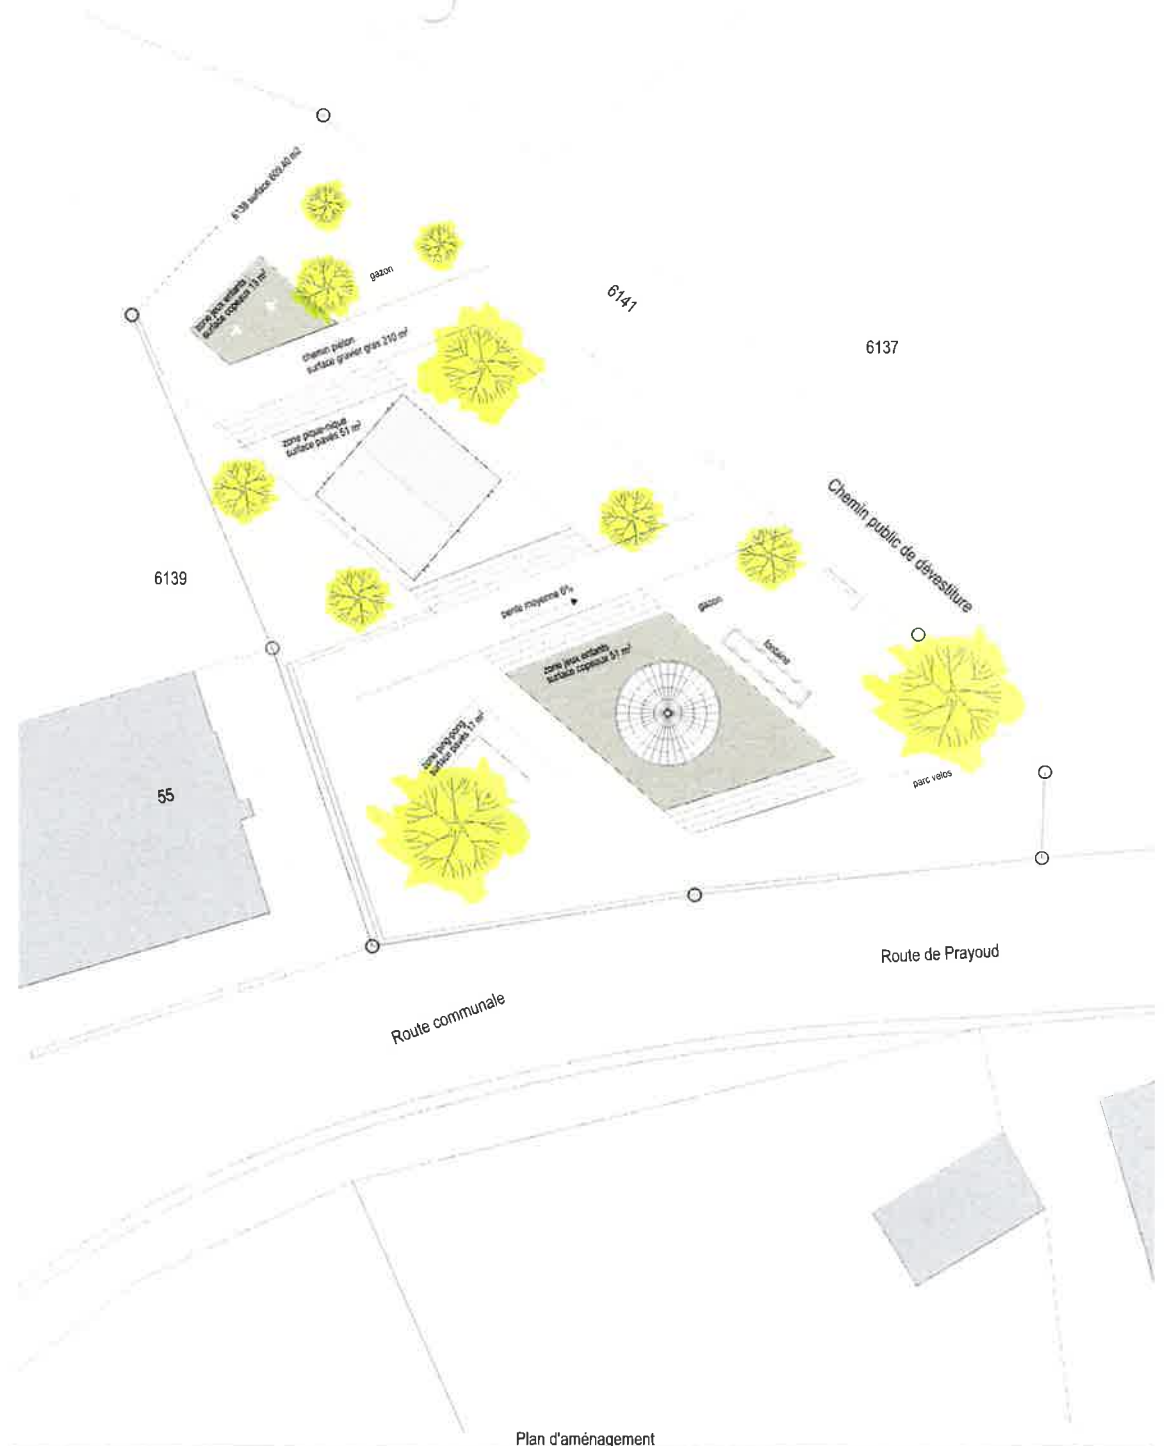 6138 surface 609.40 m2
zone jeux enfants
surface copeaux 13 m²
gazon
6141
chemin piéton
surface gravier gras 210 m²
6137
zone pique-nique
surface pavés 51 m²
Chemin public de dévestiture
6139
pente moyenne 6%
gazon
zone jeux enfants
surface copeaux 51 m²
fontaine
zone ping-pong
surface pavés 17 m²
parc vélos
55
Route de Prayoud
Route communale
Plan d'aménagement